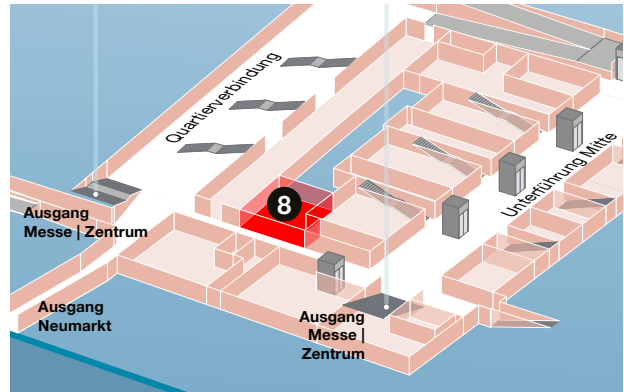 Quartierverbindung
Unterführung Mitte
8
Ausgang
Messe | Zentrum
Ausgang
Neumarkt
Ausgang
Messe |
Zentrum